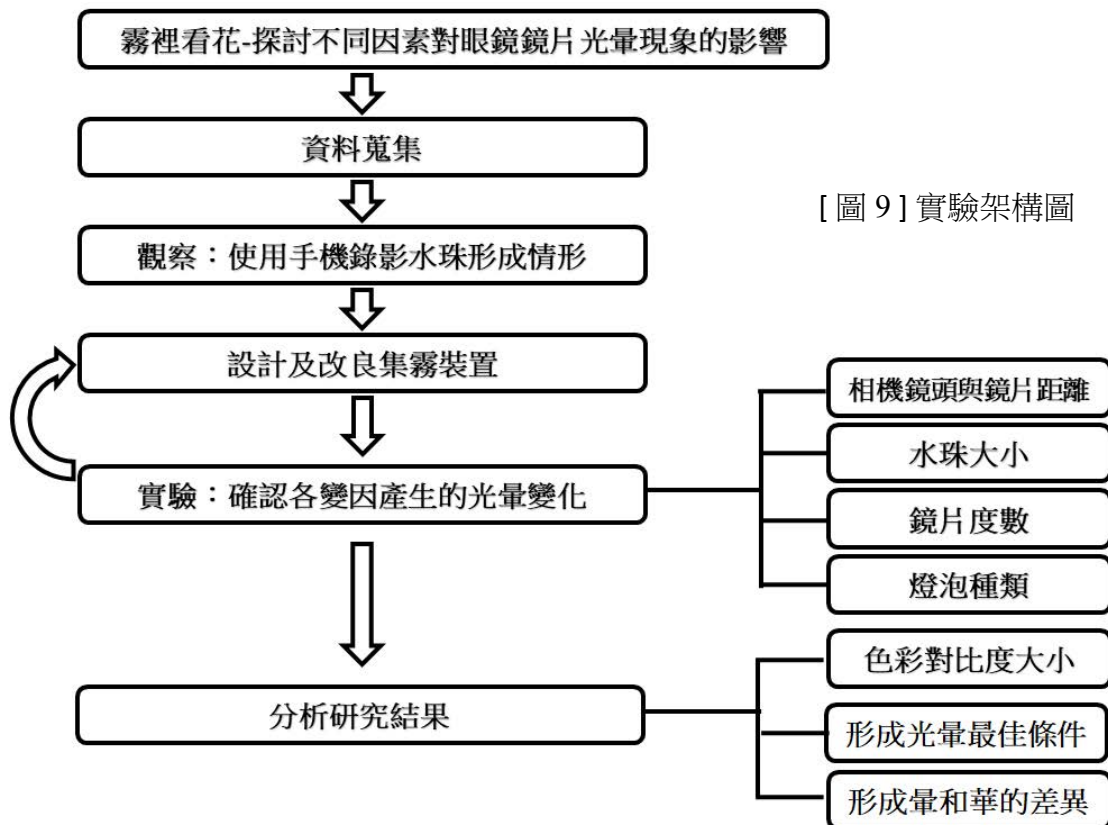 霧裡看花-探討不同因素對眼鏡鏡片光暈現象的影響
資料蒐集
[ 圖 9 ] 實驗架構圖
觀察：使用手機錄影水珠形成情形
設計及改良集霧裝置
實驗：確認各變因產生的光暈變化
相機鏡頭與鏡片距離
水珠大小
鏡片度數
燈泡種類
分析研究結果
色彩對比度大小
形成光暈最佳條件
形成暈和華的差異